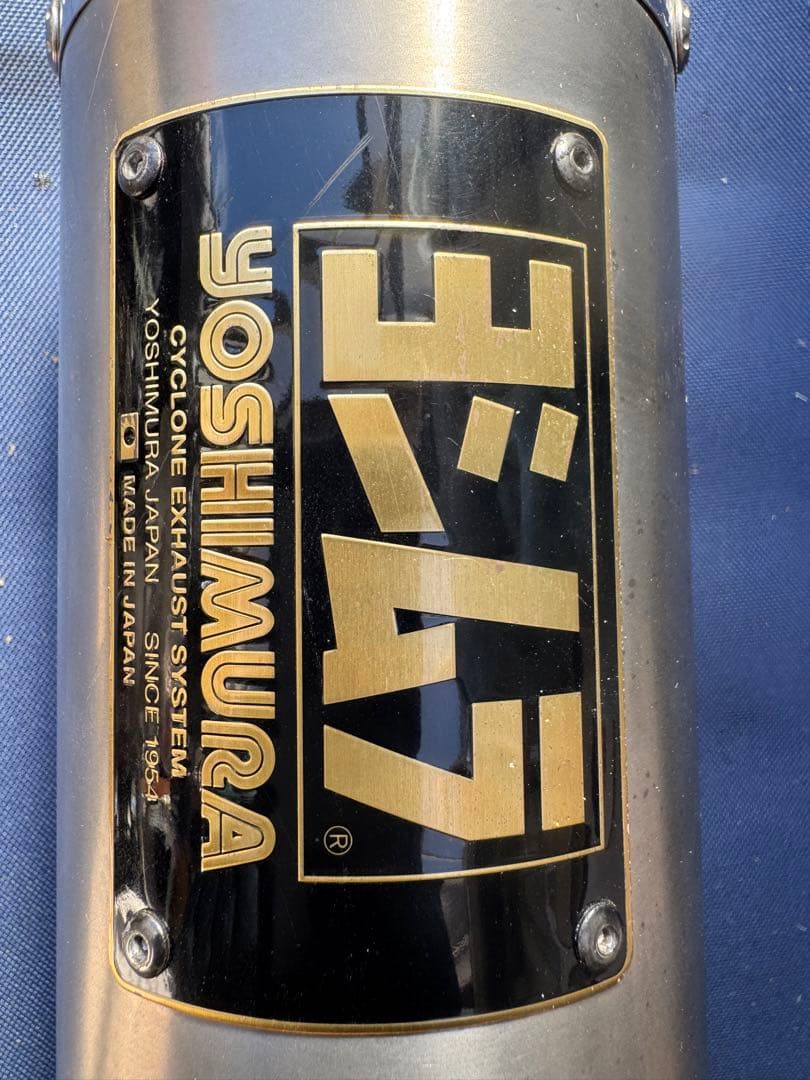 ヨシムラ®
YOSHIMURA
CYCLONE EXHAUST SYSTEM
YOSHIMURA JAPAN SINCE 1954
MADE IN JAPAN